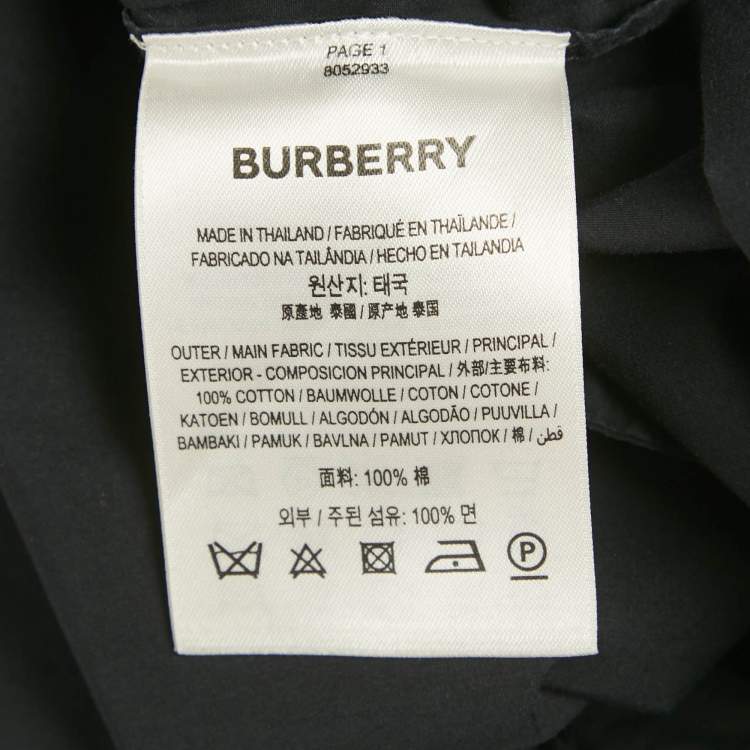 PAGE 1
8052933
BURBERRY
MADE IN THAILAND / FABRIQUÉ EN THAÏLANDE /
FABRICADO NA TAILÂNDIA / HECHO EN TAILANDIA
원산지: 태국
原產地 泰國 / 原产地 泰国
OUTER / MAIN FABRIC / TISSU EXTÉRIEUR / PRINCIPAL /
EXTERIOR - COMPOSICION PRINCIPAL / 外部/主要布料:
100% COTTON / BAUMWOLLE / COTON / COTONE /
KATOEN / BOMULL / ALGODÓN / ALGODÃO / PUUVILLA /
BAMBAKI / PAMUK / BAVLNA / PAMUT / ХЛОПОК / 棉 / قطن
面料: 100% 棉
외부 / 주된 섬유: 100% 면
P